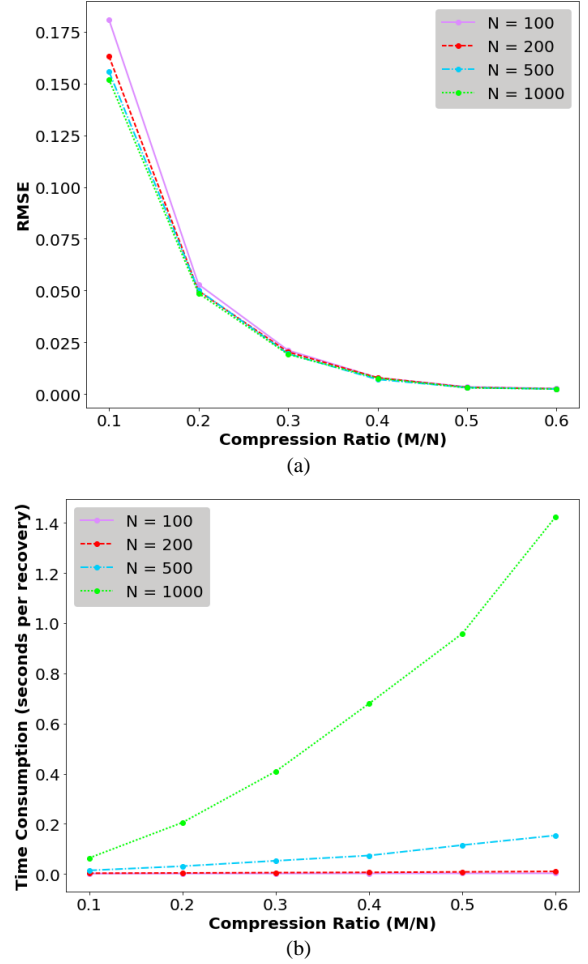 RMSE
0.175
0.150
0.125
0.100
0.075
0.050
0.025
0.000
N = 100
N = 200
N = 500
N = 1000
0.1 0.2 0.3 0.4 0.5 0.6
Compression Ratio (M/N)
(a)
Time Consumption (seconds per recovery)
1.4
1.2
1.0
0.8
0.6
0.4
0.2
0.0
N = 100
N = 200
N = 500
N = 1000
0.1 0.2 0.3 0.4 0.5 0.6
Compression Ratio (M/N)
(b)